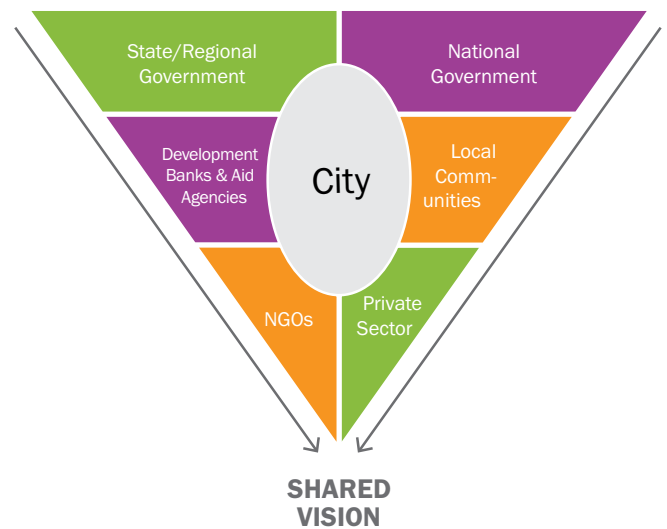 State/Regional
Government
National
Government
Development
Banks & Aid
Agencies
City
Local
Comm-
unities
NGOs
Private
Sector
SHARED
VISION